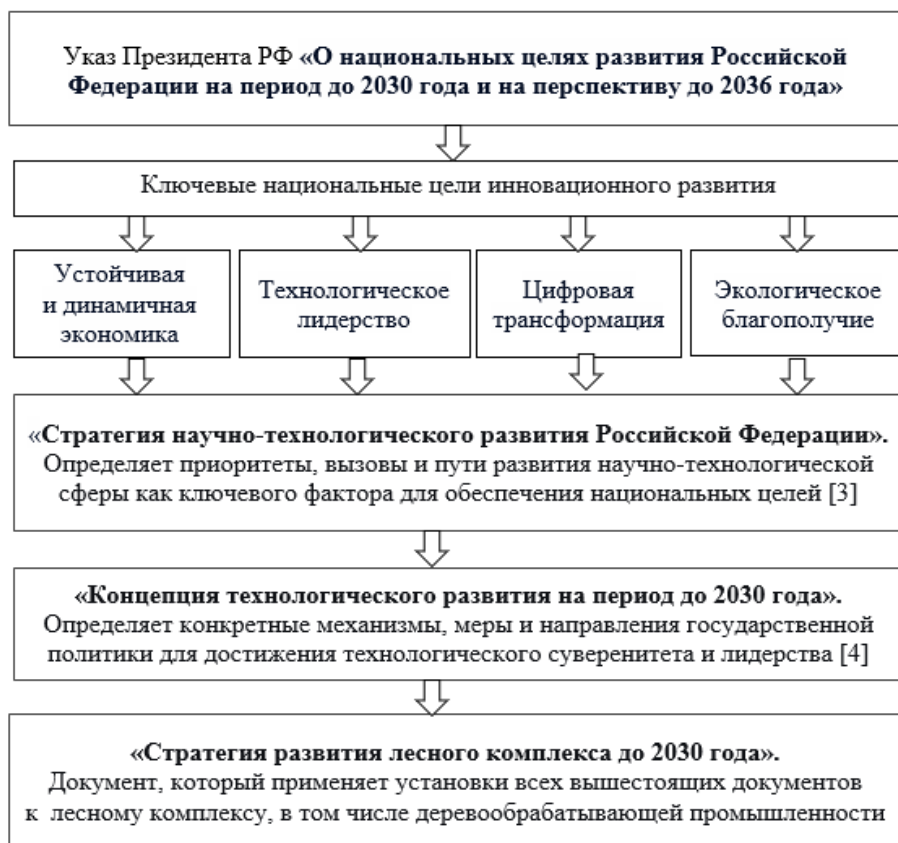 Указ Президента РФ «О национальных целях развития Российской
Федерации на период до 2030 года и на перспективу до 2036 года»
Ключевые национальные цели инновационного развития
Устойчивая
и динамичная
экономика
Технологическое
лидерство
Цифровая
трансформация
Экологическое
благополучие
«Стратегия научно-технологического развития Российской Федерации».
Определяет приоритеты, вызовы и пути развития научно-технологической
сферы как ключевого фактора для обеспечения национальных целей [3]
«Концепция технологического развития на период до 2030 года».
Определяет конкретные механизмы, меры и направления государственной
политики для достижения технологического суверенитета и лидерства [4]
«Стратегия развития лесного комплекса до 2030 года».
Документ, который применяет установки всех вышестоящих документов
к лесному комплексу, в том числе деревообрабатывающей промышленности